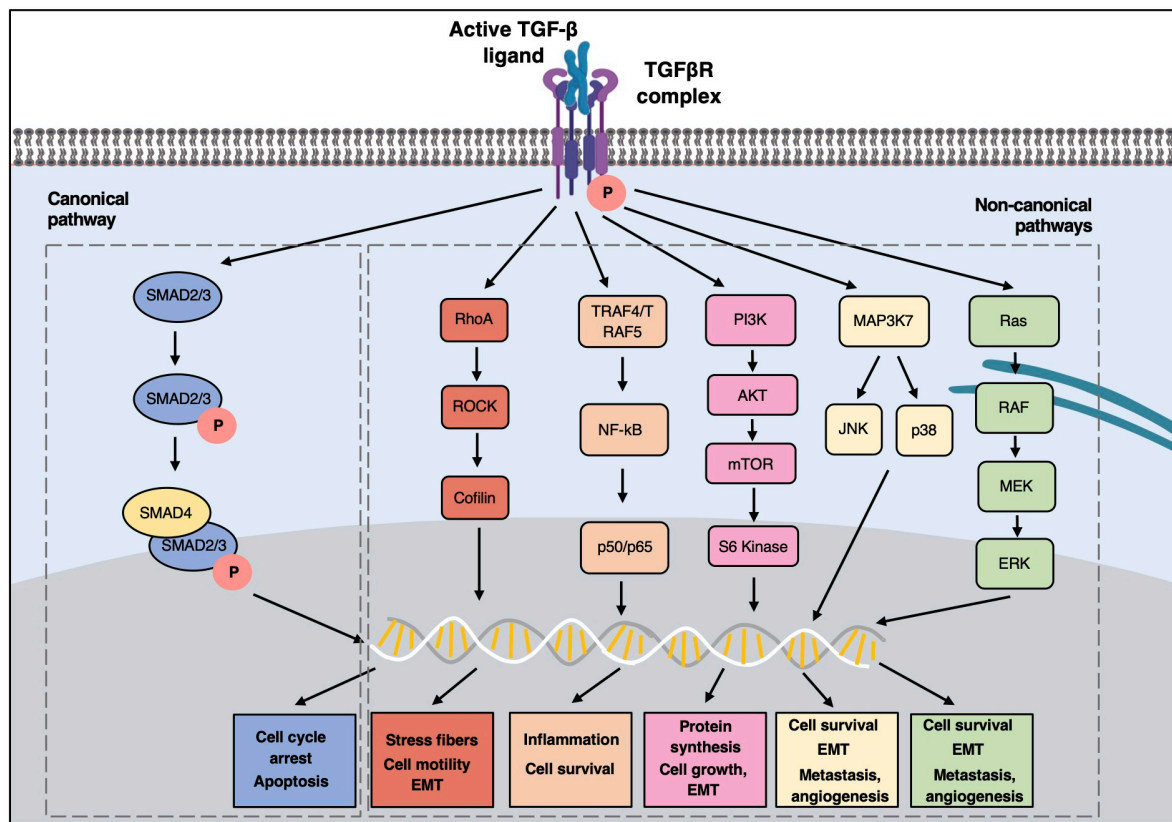 Active TGF-β
ligand
TGFβR
complex
P
Canonical
pathway
Non-canonical
pathways
SMAD2/3
SMAD2/3
P
SMAD4
SMAD2/3
P
RhoA
ROCK
Cofilin
TRAF4/T
RAF5
NF-kB
p50/p65
PI3K
AKT
mTOR
S6 Kinase
MAP3K7
JNK
p38
Ras
RAF
MEK
ERK
Cell cycle
arrest
Apoptosis
Stress fibers
Cell motility
EMT
Inflammation
Cell survival
Protein
synthesis
Cell growth,
EMT
Cell survival
EMT
Metastasis,
angiogenesis
Cell survival
EMT
Metastasis,
angiogenesis